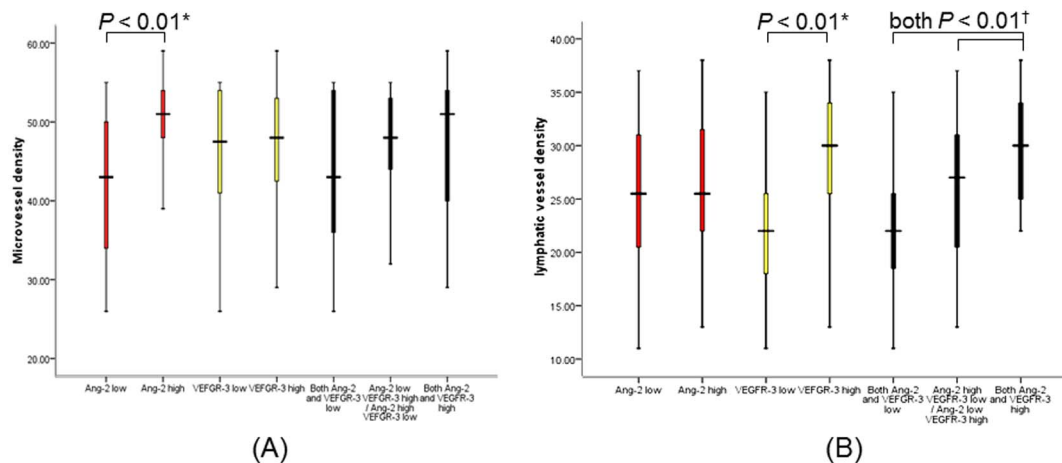 P < 0.01*
60.00
50.00
40.00
30.00
20.00
Microvessel density
Ang-2 low
Ang-2 high
VEFGR-3 low
VEFGR-3 high
Both Ang-2
and VEFGR-3
low
Ang-2 low
VEFGR-3 high
/ Ang-2 high
VEFGR-3 low
Both Ang-2
and VEGFR-3
high
(A)
P < 0.01*
both P < 0.01†
40.00
35.00
30.00
25.00
20.00
15.00
10.00
lymphatic vessel density
Ang-2 low
Ang-2 high
VEGFR-3 low
VEGFR-3 high
Both Ang-2
and VEGFR-3
low
Ang-2 high
VEGFR-3 low
/ Ang-2 low
VEGFR-3 high
Both Ang-2
and VEGFR-3
high
(B)